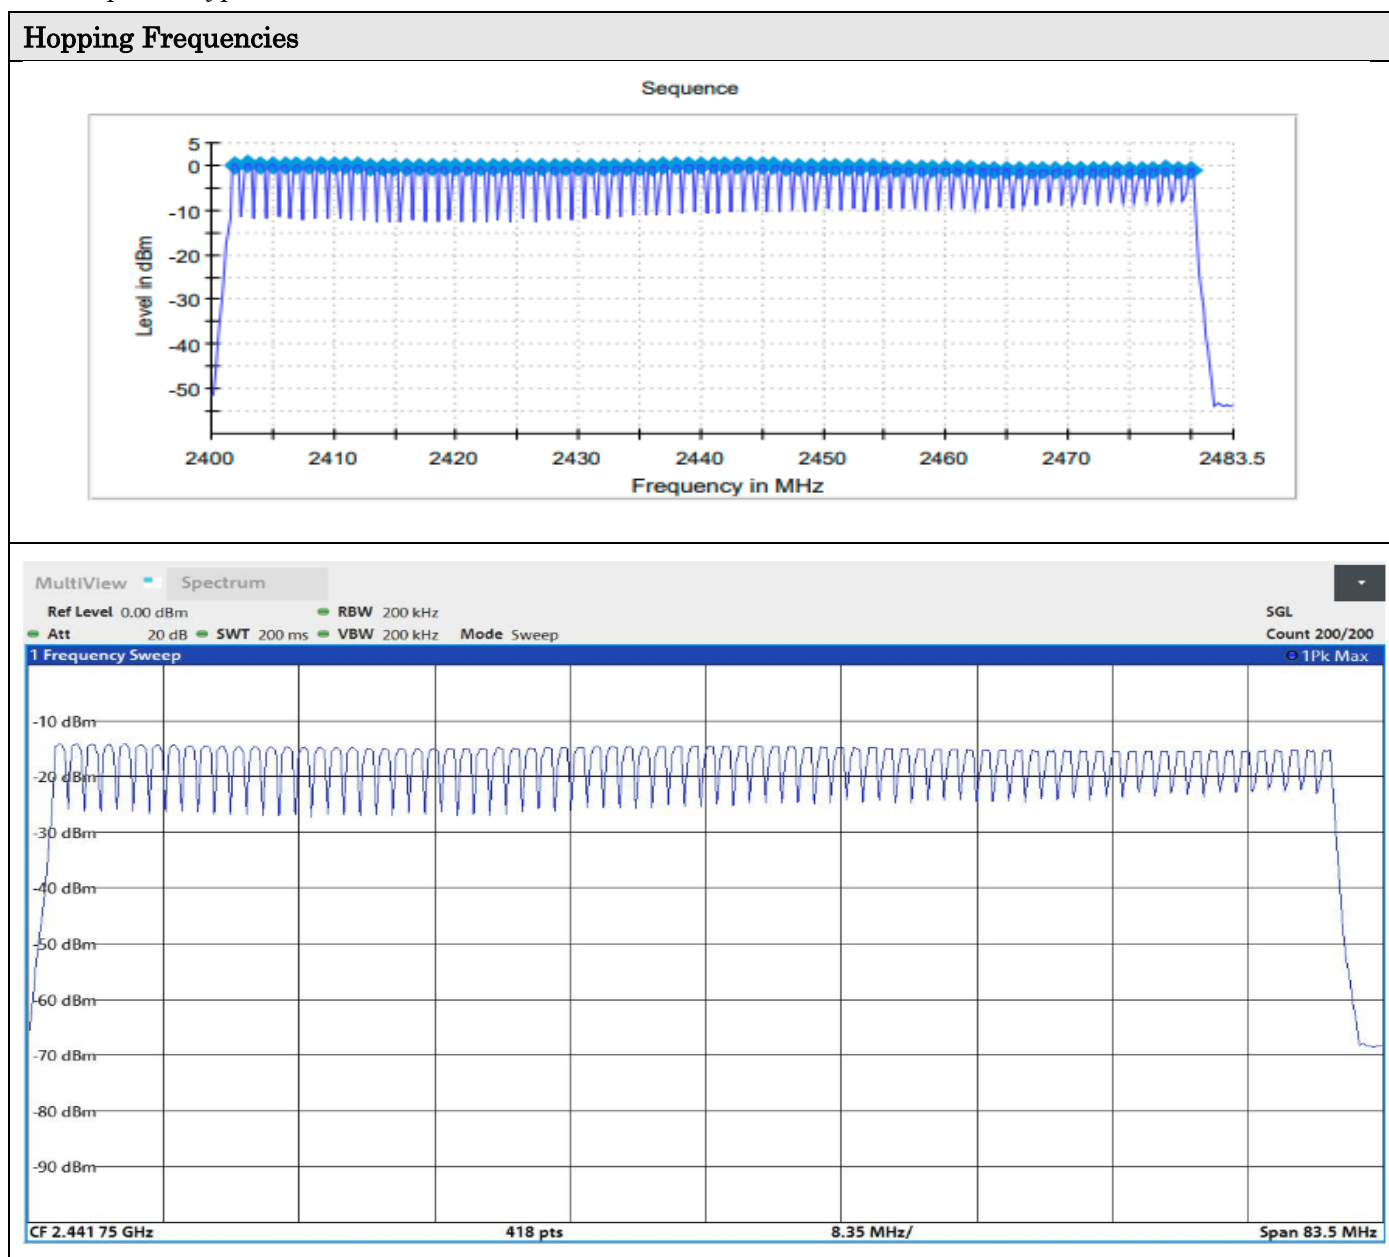 Hopping Frequencies
Sequence
5
0
-10
-20
-30
-40
-50
Level in dBm
2400 2410 2420 2430 2440 2450 2460 2470 2483.5
Frequency in MHz
MultiView Spectrum
Ref Level 0.00 dBm RBW 200 kHz SGL
Att 20 dB SWT 200 ms VBW 200 kHz Mode Sweep Count 200/200
1 Frequency Sweep 1Pk Max
-10 dBm
-20 dBm
-30 dBm
-40 dBm
-50 dBm
-60 dBm
-70 dBm
-80 dBm
-90 dBm
CF 2.441 75 GHz 418 pts 8.35 MHz/ Span 83.5 MHz